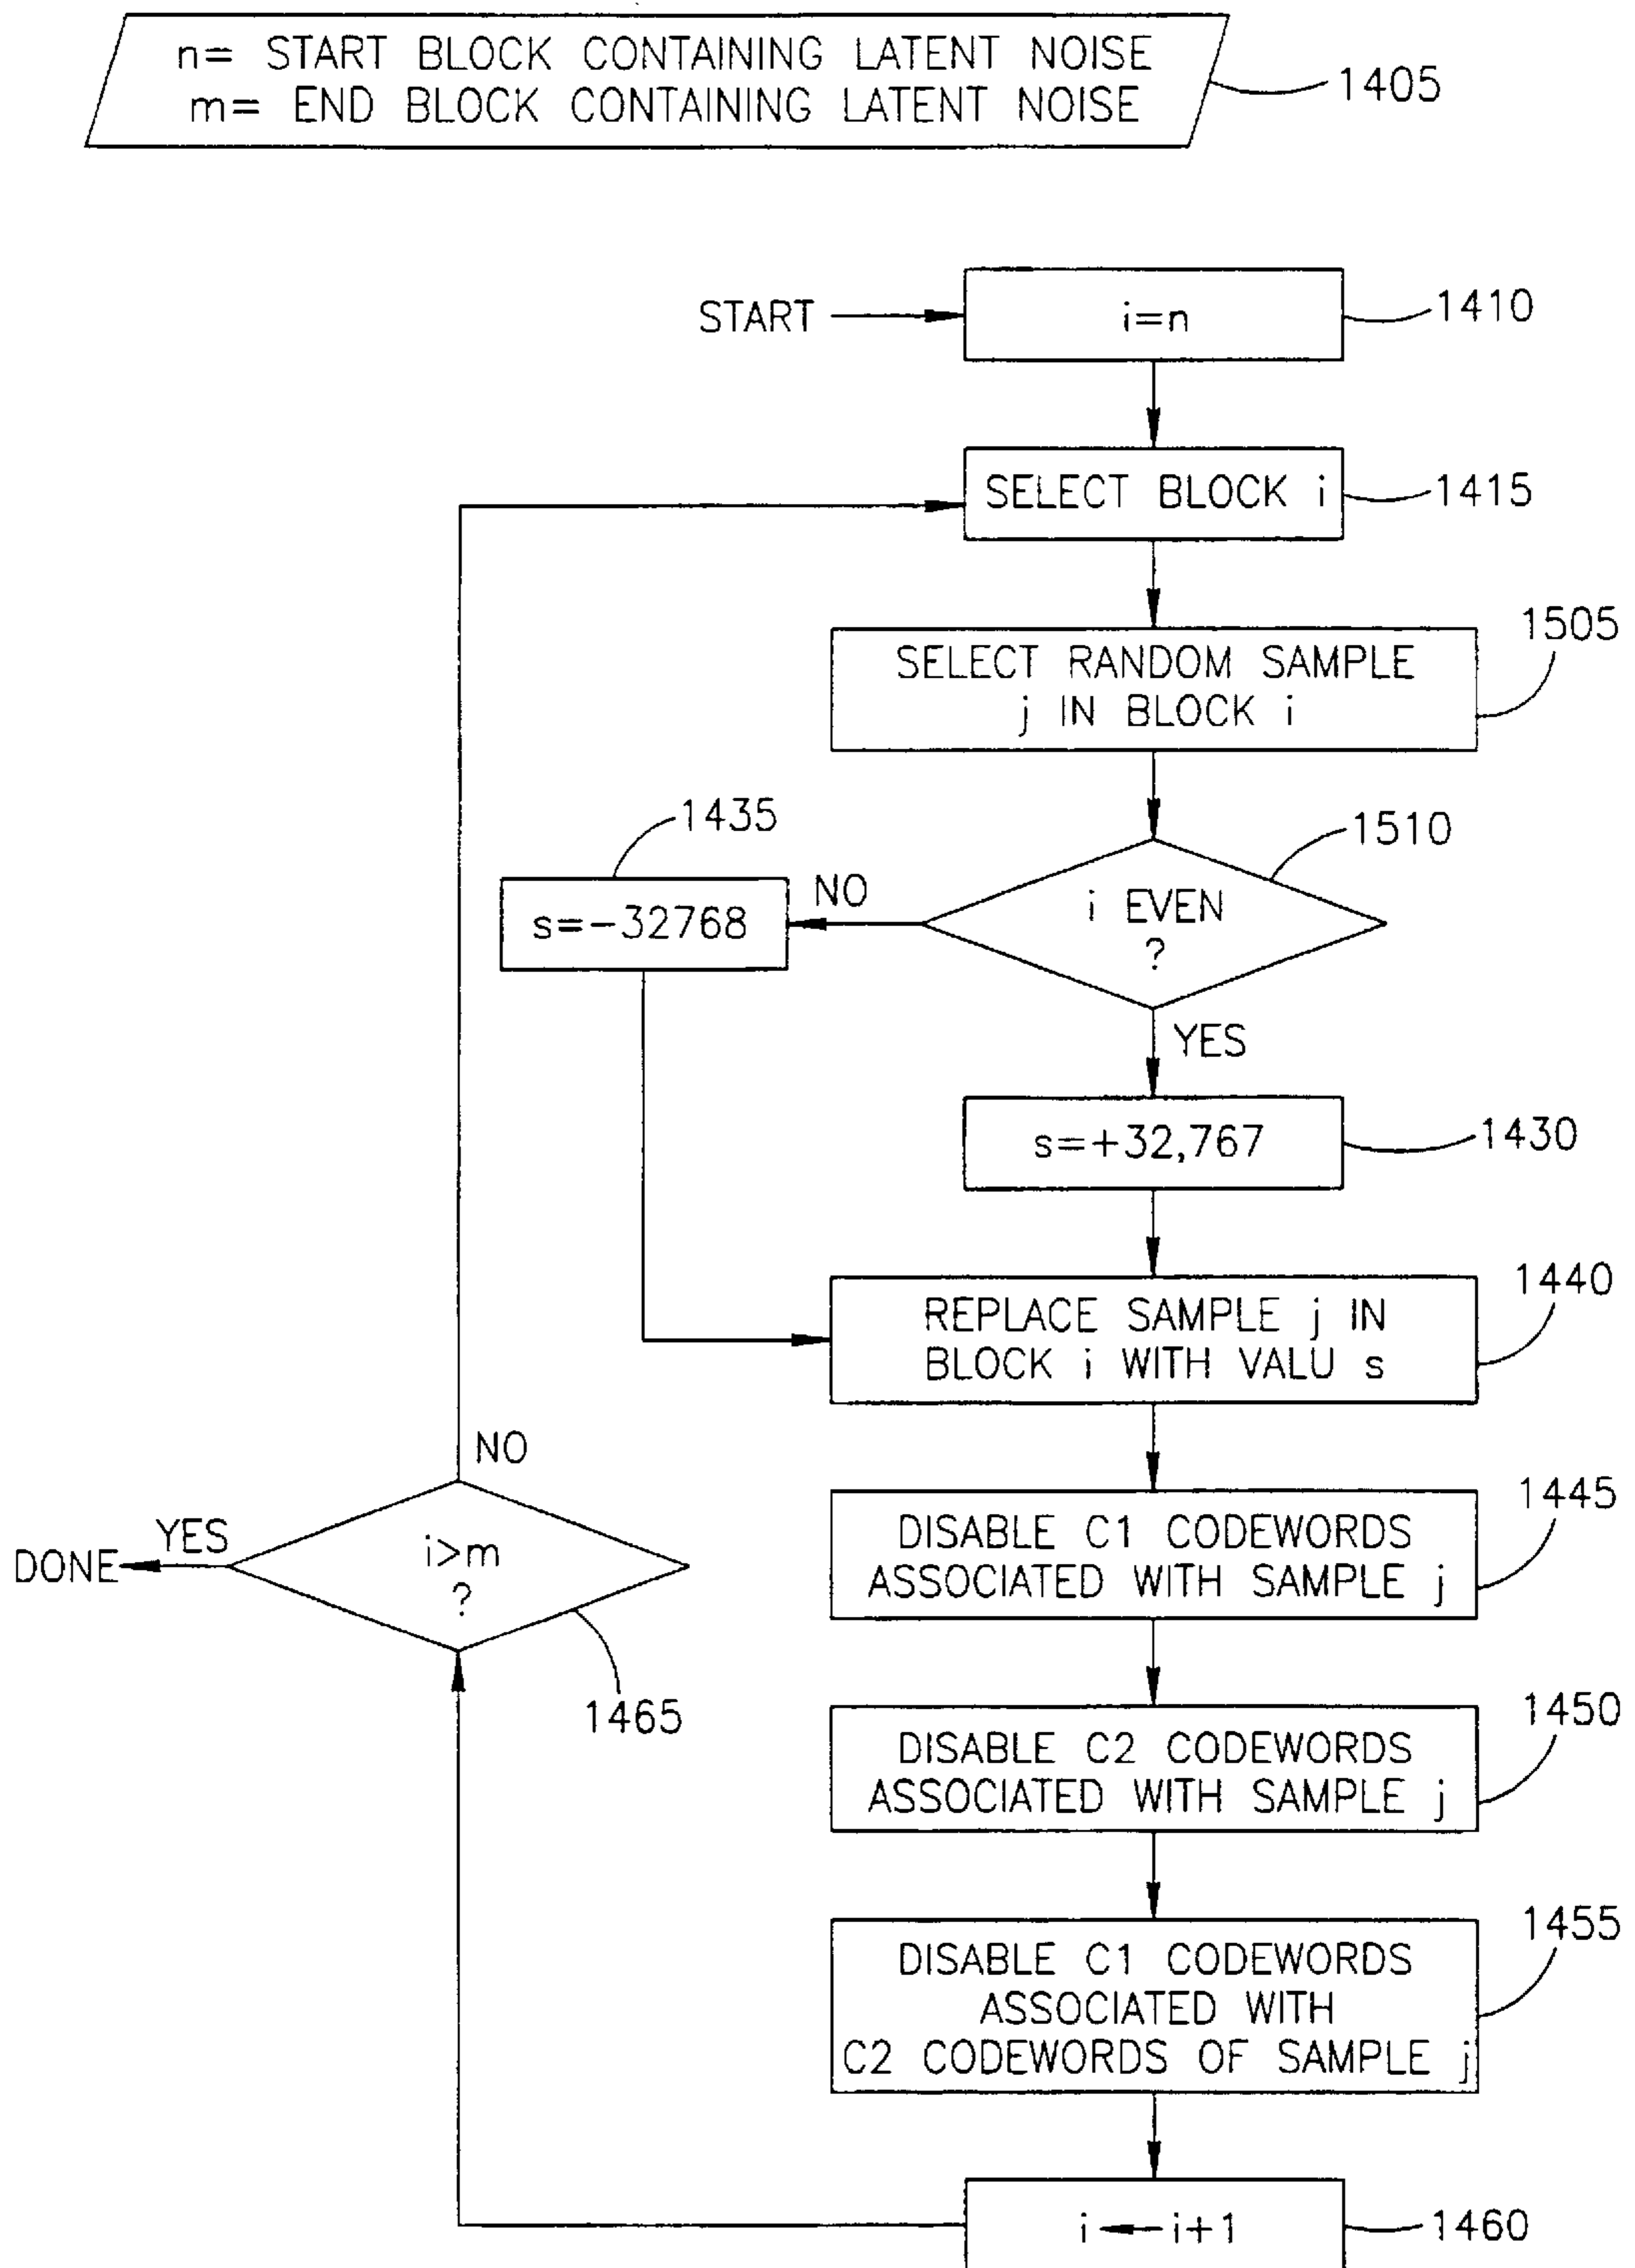 n= START BLOCK CONTAINING LATENT NOISE
m= END BLOCK CONTAINING LATENT NOISE
1405
START
i=n
1410
SELECT BLOCK i
1415
SELECT RANDOM SAMPLE
j IN BLOCK i
1505
1435
s=-32768
NO
i EVEN
?
1510
YES
s=+32,767
1430
REPLACE SAMPLE j IN
BLOCK i WITH VALU s
1440
DISABLE C1 CODEWORDS
ASSOCIATED WITH SAMPLE j
1445
NO
DONE
YES
i>m
?
1465
DISABLE C2 CODEWORDS
ASSOCIATED WITH SAMPLE j
1450
DISABLE C1 CODEWORDS
ASSOCIATED WITH
C2 CODEWORDS OF SAMPLE j
1455
i←i+1
1460